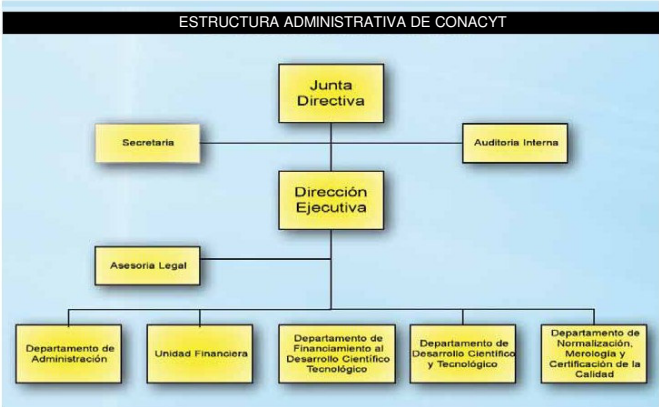 ESTRUCTURA ADMINISTRATIVA DE CONACYT
Junta
Directiva
Secretaria
Auditoria Interna
Dirección
Ejecutiva
Asesoria Legal
Departamento de
Administración
Unidad Financiera
Departamento de
Financiamiento al
Desarrollo Científico
Tecnológico
Departamento de
Desarrollo Científico
y Tecnológico
Departamento de
Normalización,
Merología y
Certificación de la
Calidad